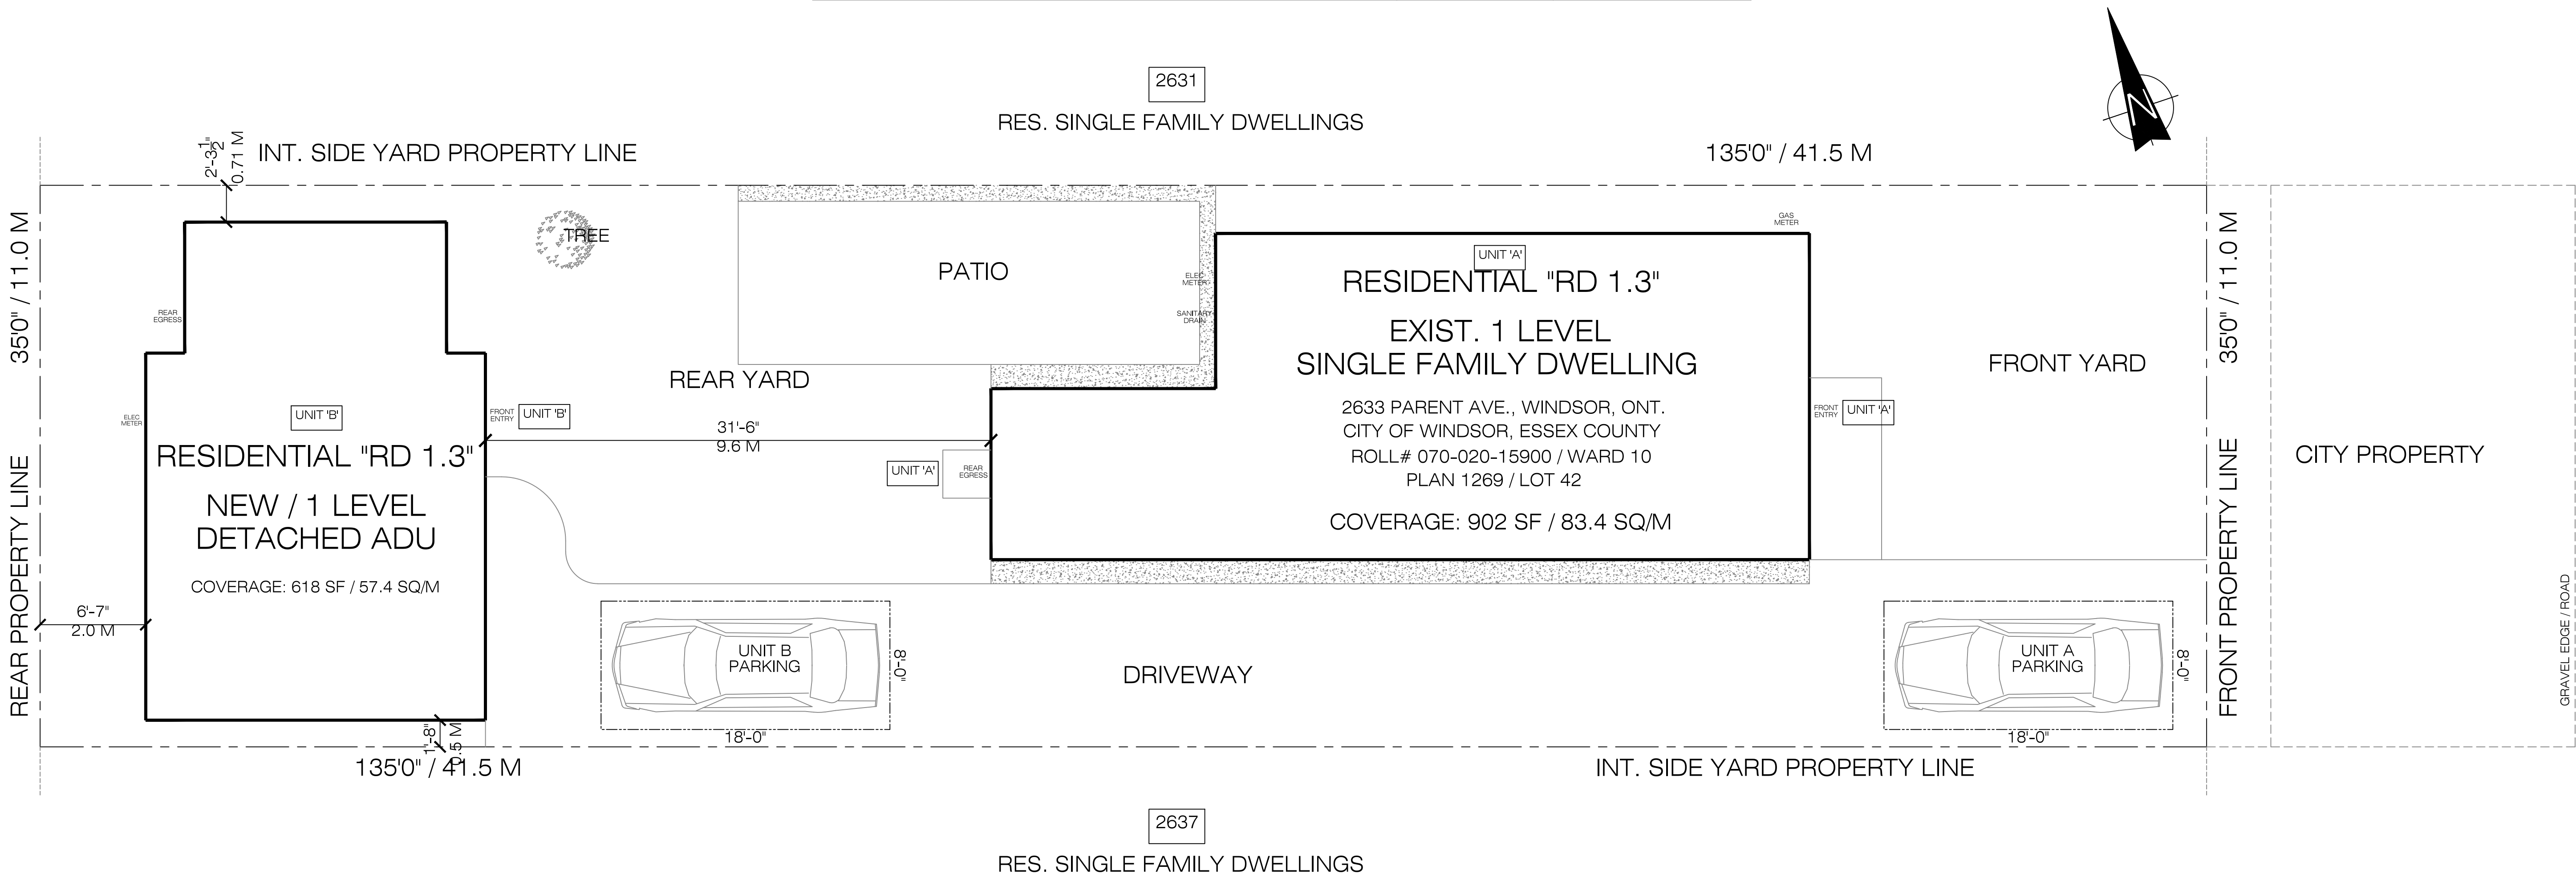 2631
RES. SINGLE FAMILY DWELLINGS
N
2'-3 1/2"
0.71 M
INT. SIDE YARD PROPERTY LINE
135'0" / 41.5 M
35'0" / 11.0 M
REAR PROPERTY LINE
TREE
PATIO
GAS
METER
REAR
EGRESS
ELEC
METER
SANITARY
DRAIN
UNIT 'A'
RESIDENTIAL "RD 1.3"
EXIST. 1 LEVEL
SINGLE FAMILY DWELLING
2633 PARENT AVE., WINDSOR, ONT.
CITY OF WINDSOR, ESSEX COUNTY
ROLL# 070-020-15900 / WARD 10
PLAN 1269 / LOT 42
COVERAGE: 902 SF / 83.4 SQ/M
REAR YARD
FRONT YARD
35'0" / 11.0 M
FRONT PROPERTY LINE
CITY PROPERTY
GRAVEL EDGE / ROAD
ELEC
METER
UNIT 'B'
FRONT
ENTRY
UNIT 'B'
31'-6"
9.6 M
UNIT 'A'
REAR
EGRESS
FRONT
ENTRY
UNIT 'A'
RESIDENTIAL "RD 1.3"
NEW / 1 LEVEL
DETACHED ADU
COVERAGE: 618 SF / 57.4 SQ/M
6'-7"
2.0 M
UNIT B
PARKING
8'-0"
18'-0"
DRIVEWAY
UNIT A
PARKING
8'-0"
18'-0"
1'-8"
0.5 M
135'0" / 41.5 M
INT. SIDE YARD PROPERTY LINE
2637
RES. SINGLE FAMILY DWELLINGS